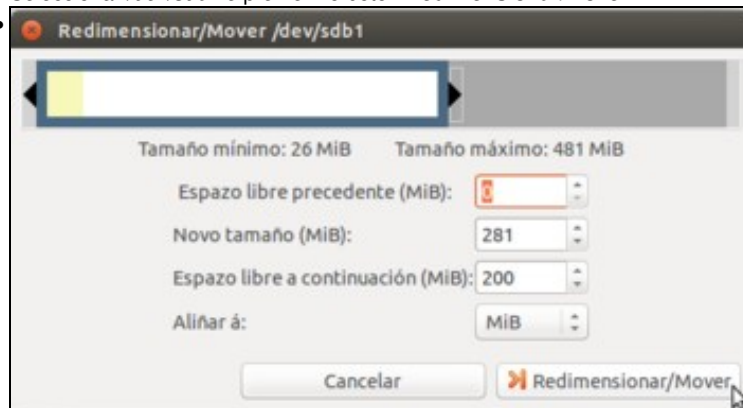 Redimensionar/Mover /dev/sdb1
Tamaño mínimo: 26 MiB Tamaño máximo: 481 MiB
Espazo libre precedente (MiB): 0
Novo tamaño (MiB): 281
Espazo libre a continuación (MiB): 200
Aliñar á: MiB
Cancelar Redimensionar/Mover